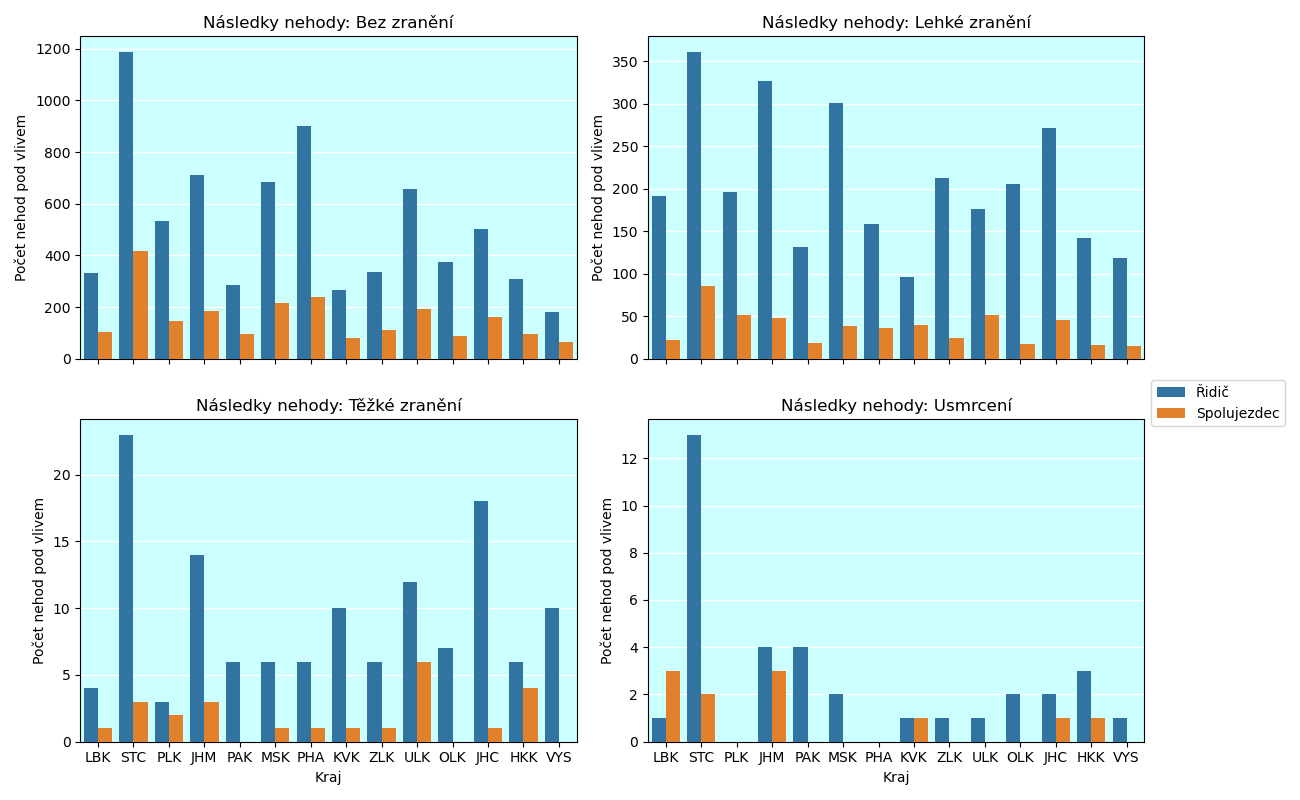 Následky nehody: Bez zranění
Počet nehod pod vlivem
1200
1000
800
600
400
200
0
Následky nehody: Lehké zranění
Počet nehod pod vlivem
350
300
250
200
150
100
50
0
Řidič
Spolujezdec
Následky nehody: Těžké zranění
Počet nehod pod vlivem
20
15
10
5
0
LBK STC PLK JHM PAK MSK PHA KVK ZLK ULK OLK JHC HKK VYS
Kraj
Následky nehody: Usmrcení
Počet nehod pod vlivem
12
10
8
6
4
2
0
LBK STC PLK JHM PAK MSK PHA KVK ZLK ULK OLK JHC HKK VYS
Kraj